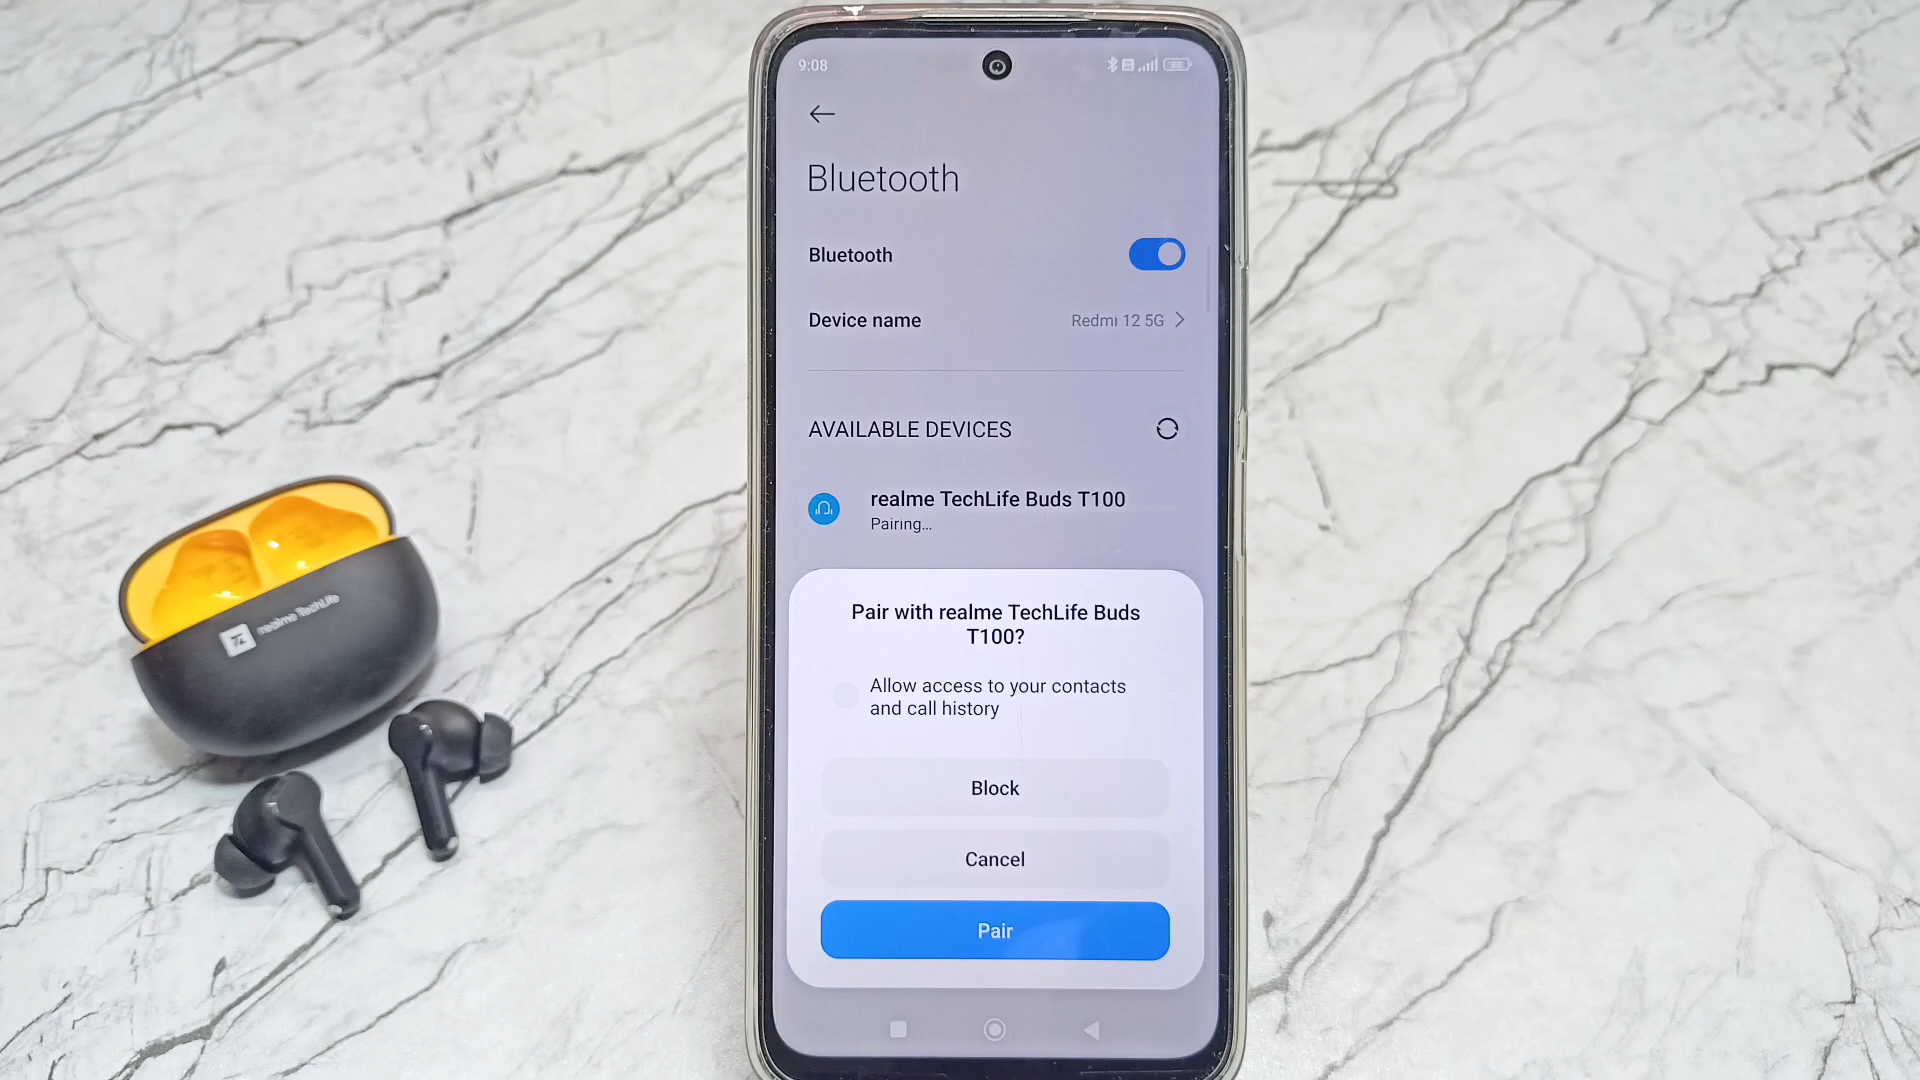 9:08
Bluetooth
Bluetooth
Device name
Redmi 12 5G
AVAILABLE DEVICES
realme TechLife Buds T100
Pairing...
realme TechLife
Pair with realme TechLife Buds
T100?
Allow access to your contacts
and call history
Block
Cancel
Pair